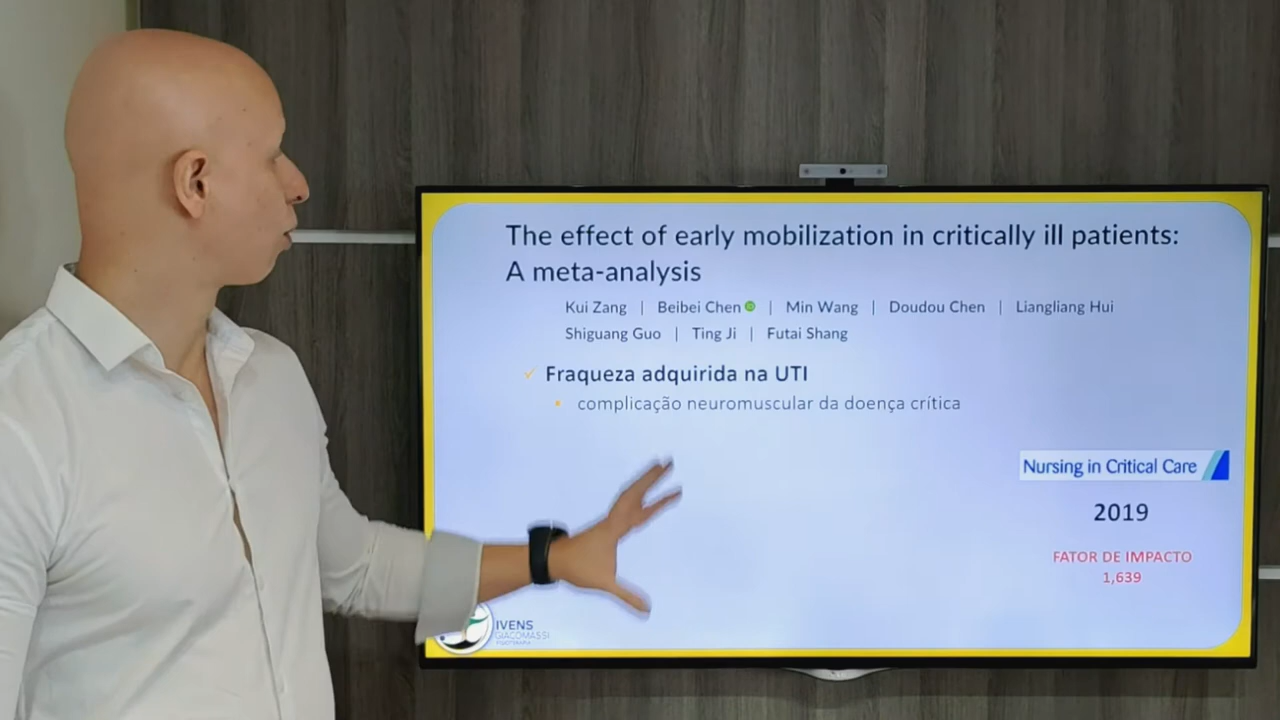 The effect of early mobilization in critically ill patients:
A meta-analysis
Kui Zang | Beibei Chen | Min Wang | Doudou Chen | Liangliang Hui
Shiguang Guo | Ting Ji | Futai Shang
Fraqueza adquirida na UTI
complicação neuromuscular da doença crítica
Nursing in Critical Care
2019
FATOR DE IMPACTO
1,639
IVENS
GIACOMASSI
FISIOTERAPIA